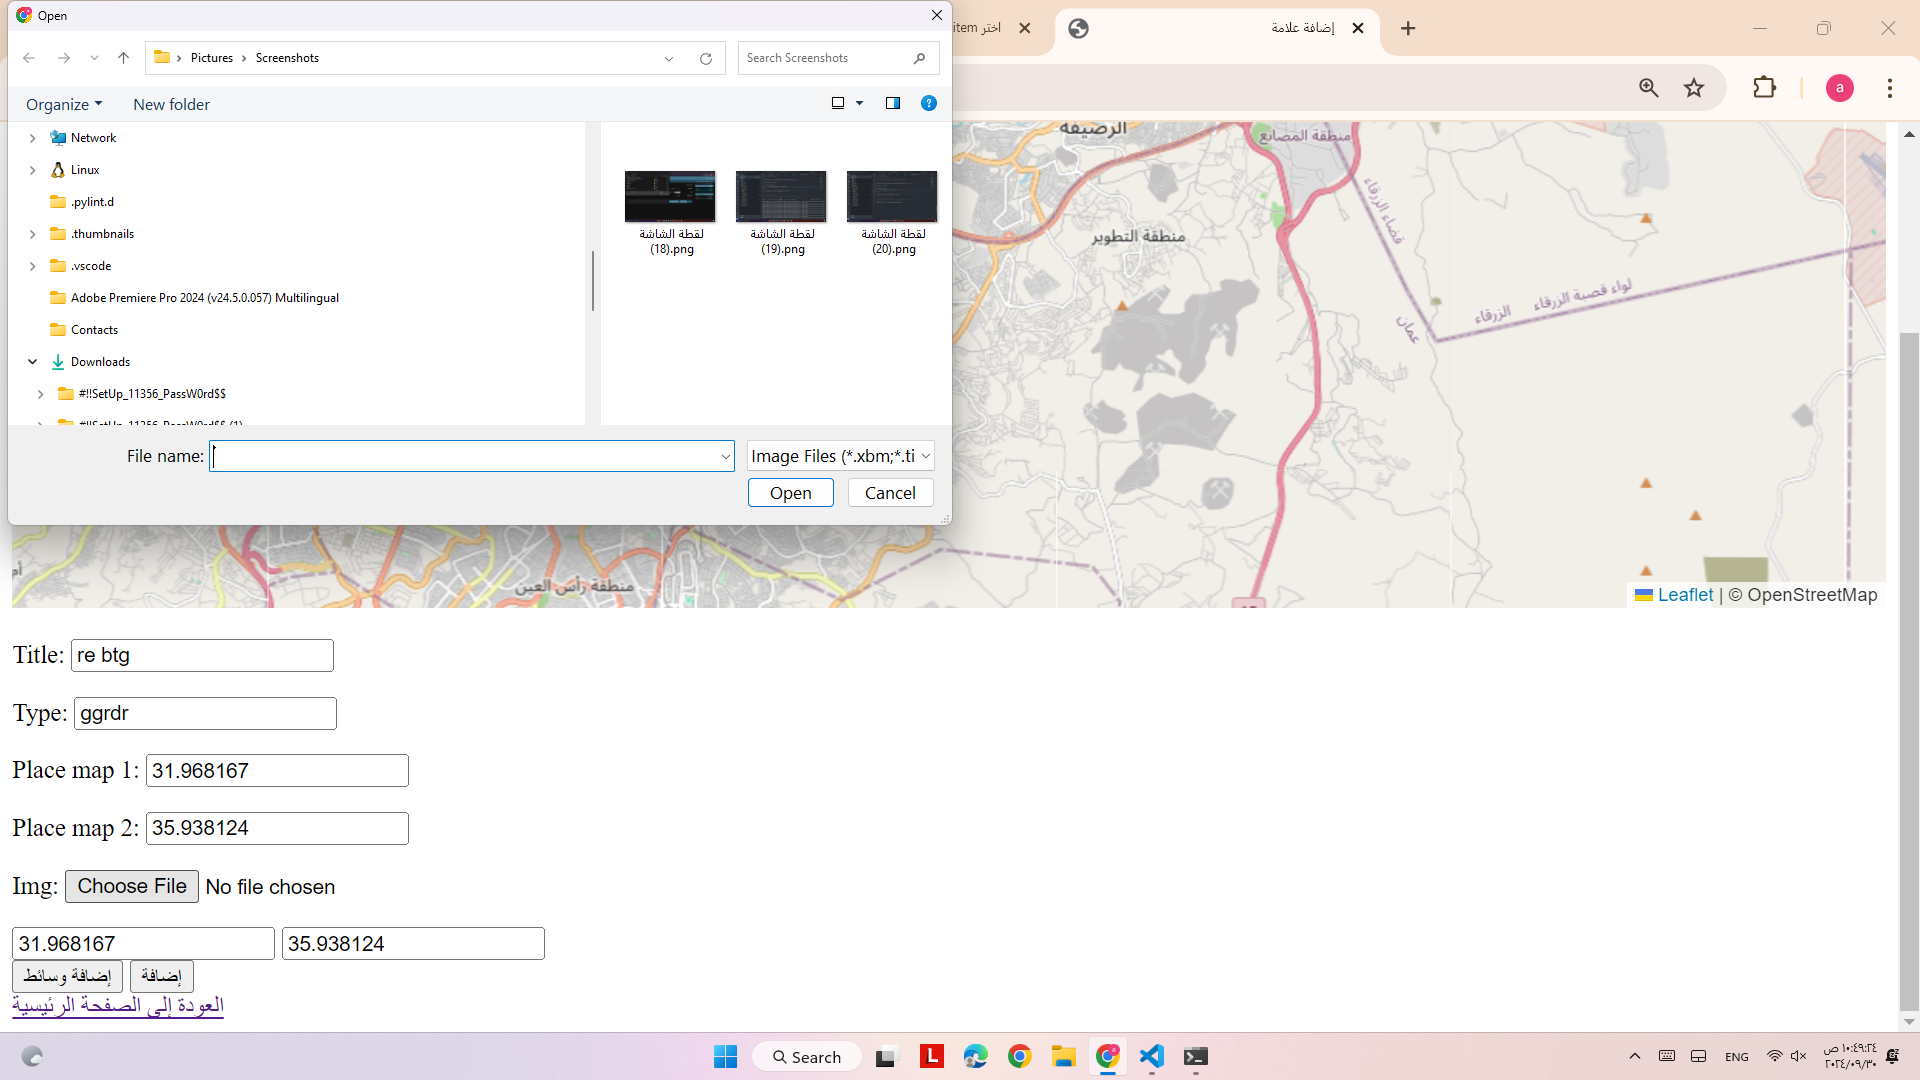 Open
اختر item
إضافة علامة
Pictures
Screenshots
Search Screenshots
a
Organize
New folder
Network
Linux
.pylint.d
.thumbnails
.vscode
Adobe Premiere Pro 2024 (v24.5.0.057) Multilingual
Contacts
Downloads
#!!SetUp_11356_PassW0rd$$
#!!SetUp_11356_PassW0rd$$ (1)
لقطة الشاشة
(18).png
لقطة الشاشة
(19).png
لقطة الشاشة
(20).png
File name:
Image Files (*.xbm;*.ti
Open
Cancel
الرصيفة
منطقة المصانع
قضاء الزرقاء
منطقة التطوير
لواء قصبة الزرقاء
الزرقاء
عمان
منطقة رأس العين
Leaflet | © OpenStreetMap
Title: re btg
Type: ggrdr
Place map 1: 31.968167
Place map 2: 35.938124
Img: Choose File No file chosen
31.968167 35.938124
إضافة وسائط
إضافة
العودة إلى الصفحة الرئيسية
Search
L
ENG
١٠:٤٩:٢٤ ص
٢٠٢٤/٠٩/٣٠